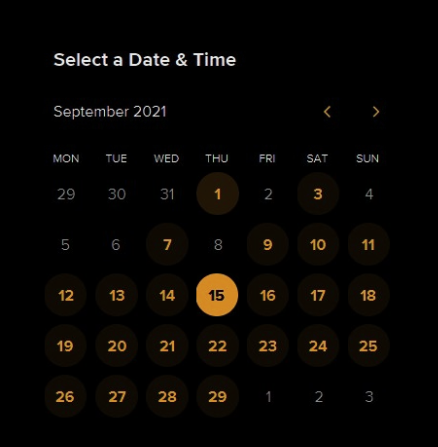 Select a Date & Time
September 2021
MON TUE WED THU FRI SAT SUN
29 30 31 1 2 3 4
5 6 7 8 9 10 11
12 13 14 15 16 17 18
19 20 21 22 23 24 25
26 27 28 29 1 2 3